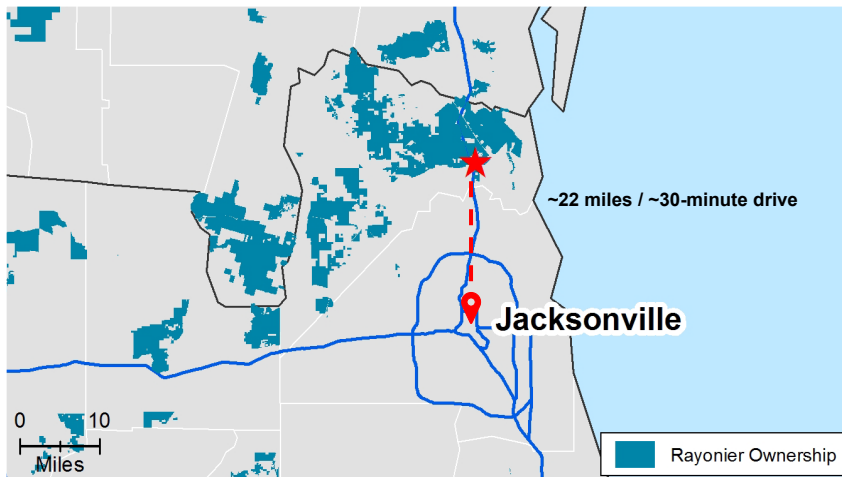 ~22 miles / ~30-minute drive
Jacksonville
0 10
Miles
Rayonier Ownership